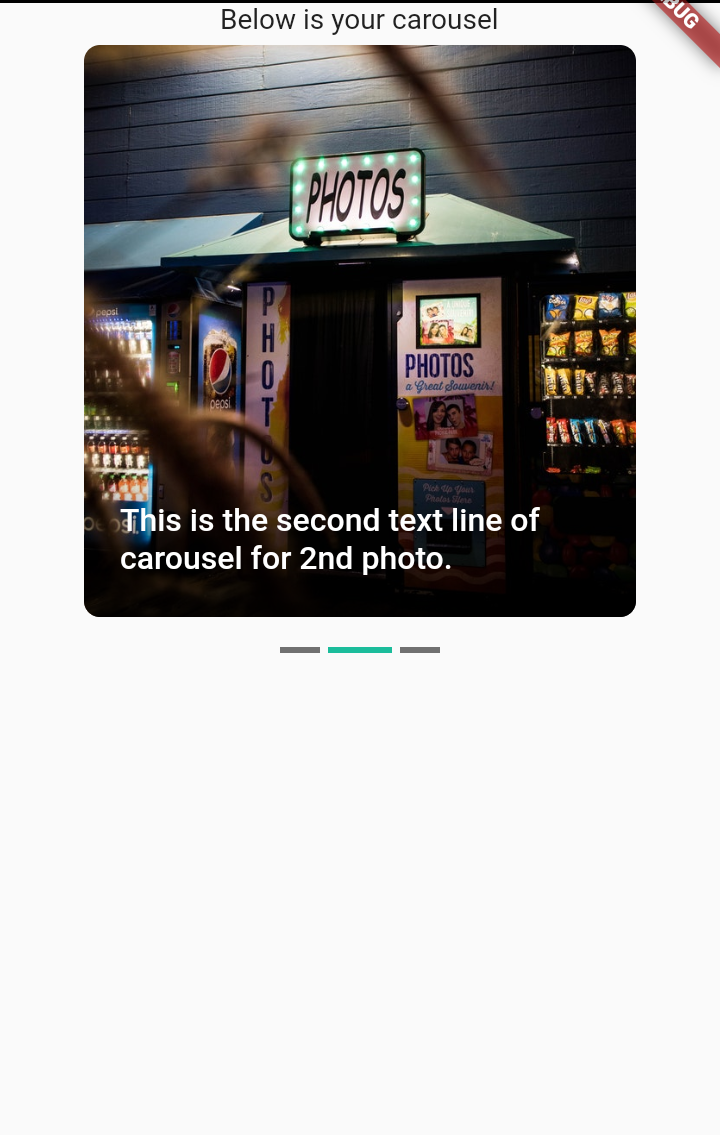 Below is your carousel
BUG
PHOTOS
pepsi
PHOTOS
PHOTOS
a Great Souvenir!
pepsi
Pick Up Your
Photos Here
This is the second text line of
carousel for 2nd photo.
pepsi